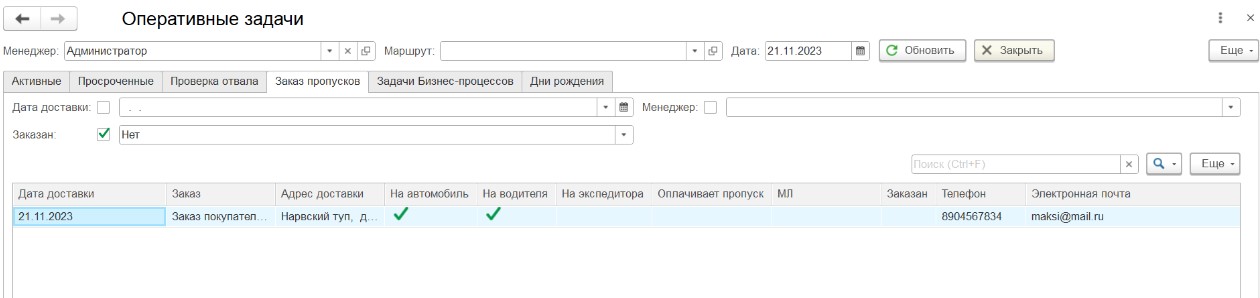 Оперативные задачи
Менеджер: Администратор Маршрут: Дата: 21.11.2023 Обновить Закрыть Еще
Активные Просроченные Проверка отвала Заказ пропусков Задачи Бизнес-процессов Дни рождения
Дата доставки: . . Менеджер:
Заказан: Нет
Поиск (Ctrl+F) Еще
Дата доставки Заказ Адрес доставки На автомобиль На водителя На экспедитора Оплачивает пропуск МЛ Заказан Телефон Электронная почта
21.11.2023 Заказ покупател... Нарвский туп, д... 8904567834 maksi@mail.ru